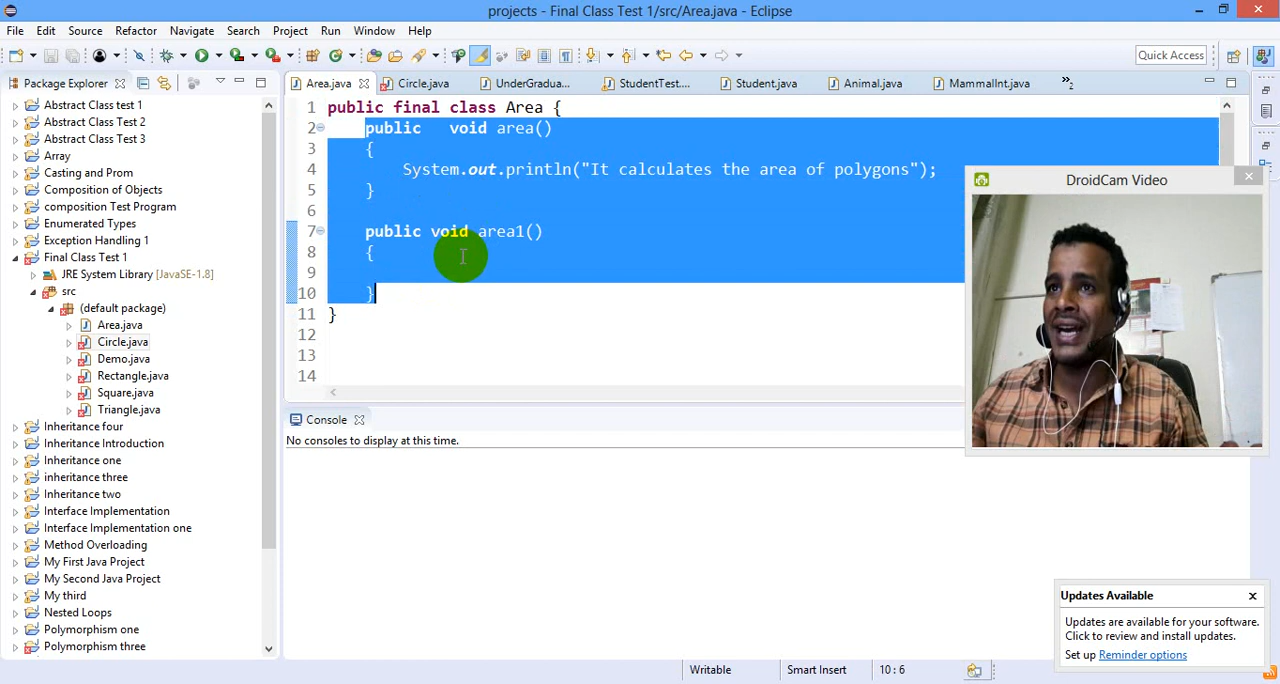 projects - Final Class Test 1/src/Area.java - Eclipse
File Edit Source Refactor Navigate Search Project Run Window Help
Quick Access
Package Explorer
Area.java Circle.java UnderGradua... StudentTest.... Student.java Animal.java MammalInt.java »2
Abstract Class test 1
Abstract Class Test 2
Abstract Class Test 3
Array
Casting and Prom
Composition of Objects
composition Test Program
Enumerated Types
Exception Handling 1
Final Class Test 1
JRE System Library [JavaSE-1.8]
src
(default package)
Area.java
Circle.java
Demo.java
Rectangle.java
Square.java
Triangle.java
Inheritance four
Inheritance Introduction
Inheritance one
inheritance three
Inheritance two
Interface Implementation
Interface Implementation one
Method Overloading
My First Java Project
My Second Java Project
My third
Nested Loops
Polymorphism one
Polymorphism three
1 public final class Area {
2 public void area()
3 {
4 System.out.println("It calculates the area of polygons");
5 }
6
7 public void area1()
8 {
9
10 }
11 }
12
13
14
Console
No consoles to display at this time.
DroidCam Video
Updates Available
Updates are available for your software.
Click to review and install updates.
Set up Reminder options
Writable Smart Insert 10 : 6